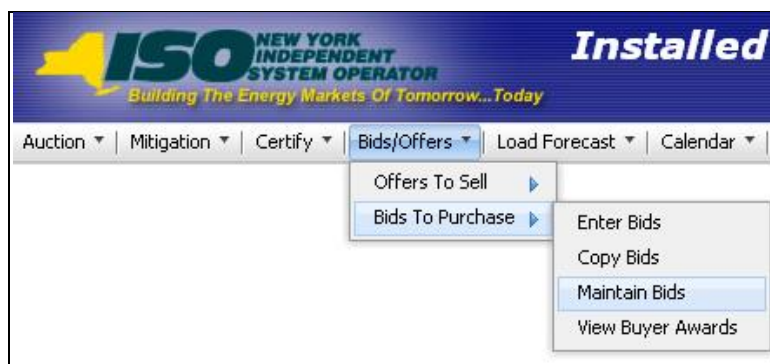 ISO NEW YORK
INDEPENDENT
SYSTEM OPERATOR
Building The Energy Markets Of Tomorrow...Today
Installed
Auction | Mitigation | Certify | Bids/Offers | Load Forecast | Calendar |
Offers To Sell
Bids To Purchase
Enter Bids
Copy Bids
Maintain Bids
View Buyer Awards